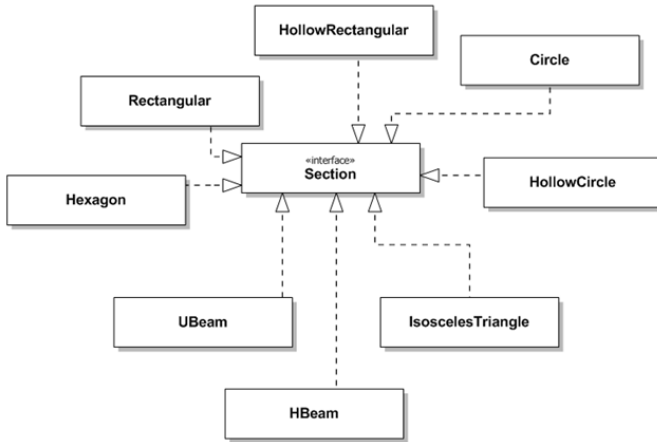 HollowRectangular
Circle
Rectangular
«interface»
Section
HollowCircle
Hexagon
UBeam
IsoscelesTriangle
HBeam